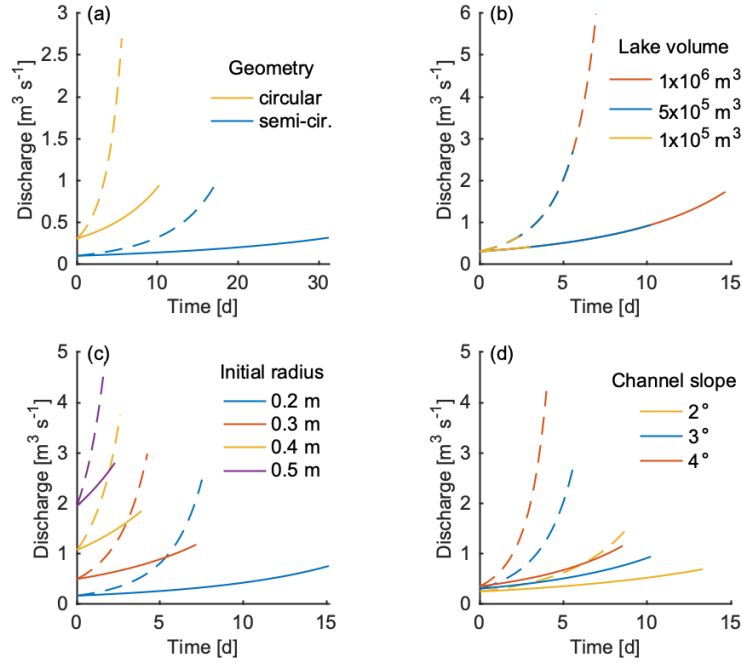 (a)
Discharge [m³ s⁻¹]
3
2.5
2
1.5
1
0.5
0
Geometry
circular
semi-cir.
0 10 20 30
Time [d]
(b)
Discharge [m³ s⁻¹]
6
5
4
3
2
1
0
Lake volume
1x10⁶ m³
5x10⁵ m³
1x10⁵ m³
0 5 10 15
Time [d]
(c)
Discharge [m³ s⁻¹]
5
4
3
2
1
0
Initial radius
0.2 m
0.3 m
0.4 m
0.5 m
0 5 10 15
Time [d]
(d)
Discharge [m³ s⁻¹]
5
4
3
2
1
0
Channel slope
2°
3°
4°
0 5 10 15
Time [d]